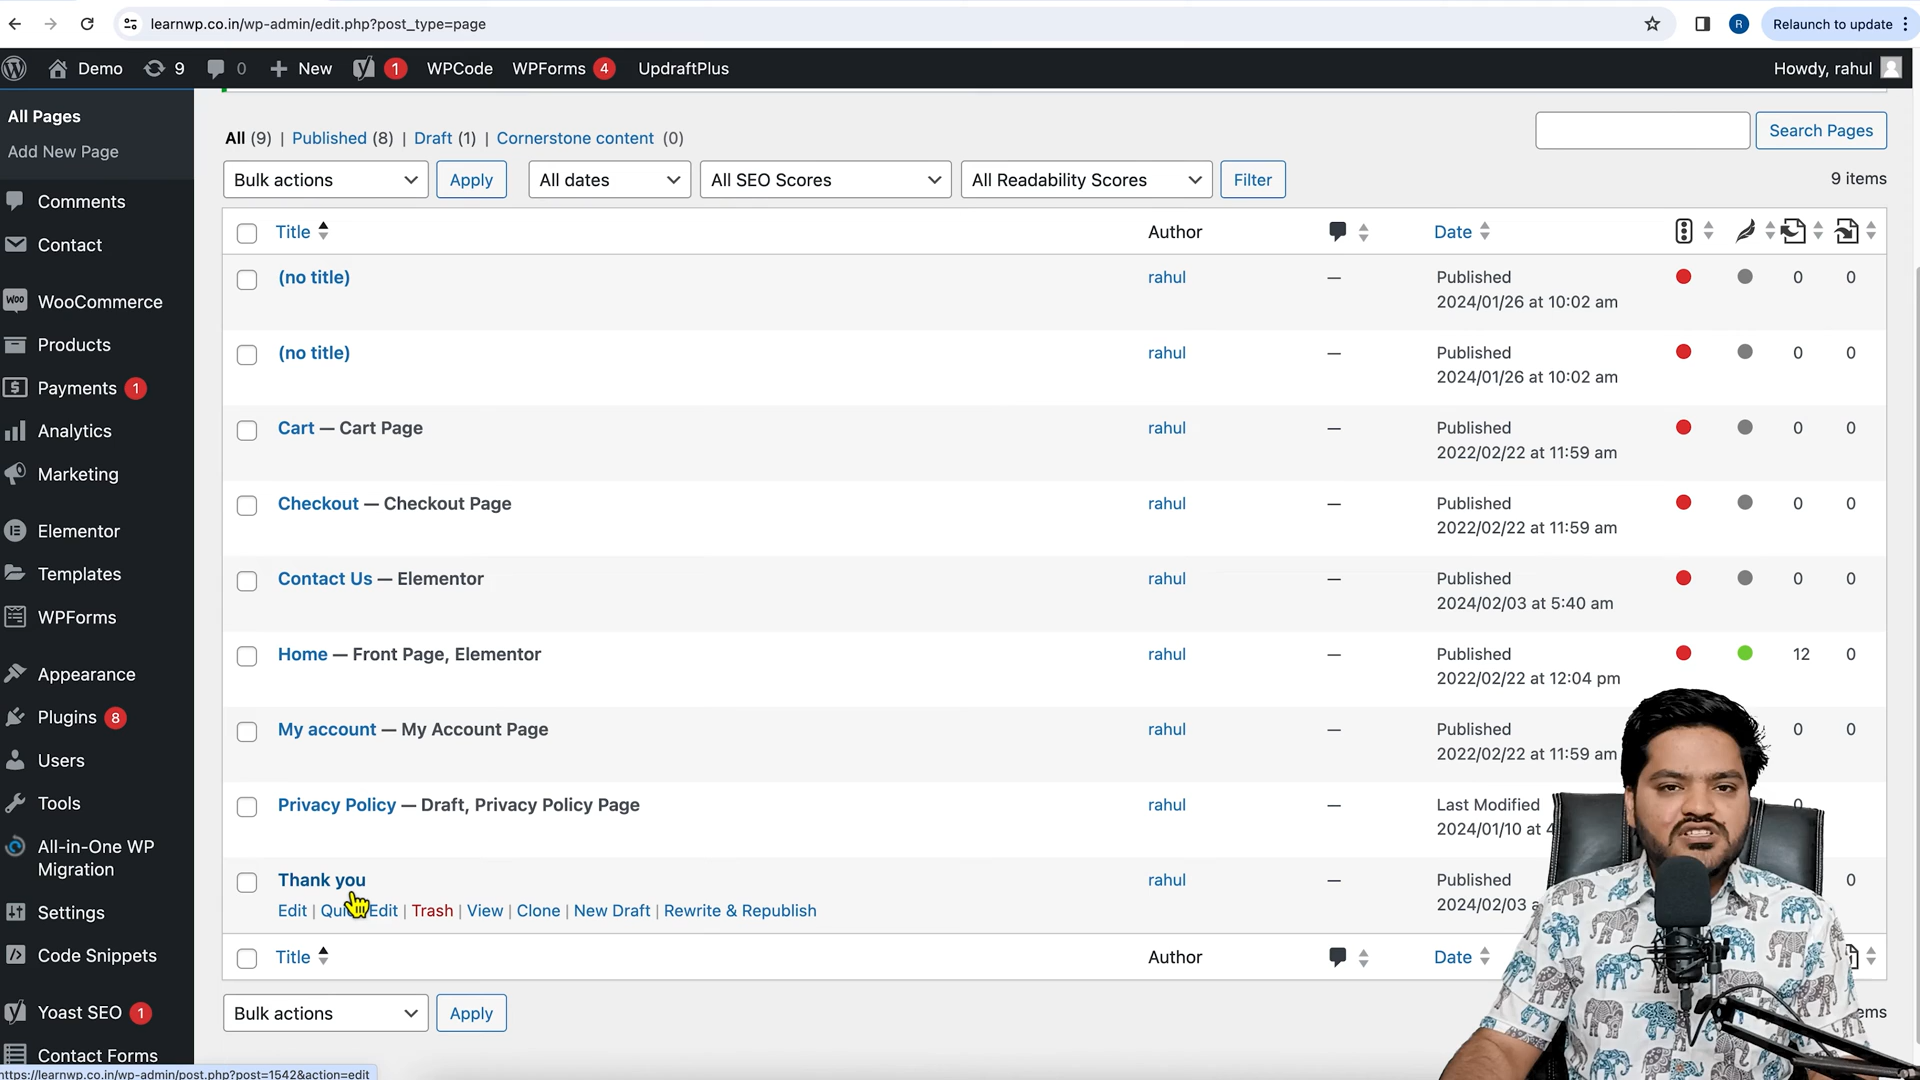 learnwp.co.in/wp-admin/edit.php?post_type=page
R
Relaunch to update
Demo
9
0
New
1
WPCode
WPForms 4
UpdraftPlus
Howdy, rahul
All Pages
Add New Page
Comments
Contact
WOO WooCommerce
Products
Payments 1
Analytics
Marketing
Elementor
Templates
WPForms
Appearance
Plugins 8
Users
Tools
All-in-One WP
Migration
Settings
Code Snippets
Yoast SEO 1
Contact Forms
All (9) | Published (8) | Draft (1) | Cornerstone content (0)
Search Pages
Bulk actions
Apply
All dates
All SEO Scores
All Readability Scores
Filter
9 items
Title Author Date
(no title) rahul — Published 0 0
2024/01/26 at 10:02 am
(no title) rahul — Published 0 0
2024/01/26 at 10:02 am
Cart — Cart Page rahul — Published 0 0
2022/02/22 at 11:59 am
Checkout — Checkout Page rahul — Published 0 0
2022/02/22 at 11:59 am
Contact Us — Elementor rahul — Published 0 0
2024/02/03 at 5:40 am
Home — Front Page, Elementor rahul — Published 12 0
2022/02/22 at 12:04 pm
My account — My Account Page rahul — Published 0 0
2022/02/22 at 11:59 am
Privacy Policy — Draft, Privacy Policy Page rahul — Last Modified
2024/01/10 at 4
Thank you rahul — Published 0
2024/02/03 a
Edit | Quick Edit | Trash | View | Clone | New Draft | Rewrite & Republish
Title Author Date
Bulk actions
Apply
ems
https://learnwp.co.in/wp-admin/post.php?post=1542&action=edit